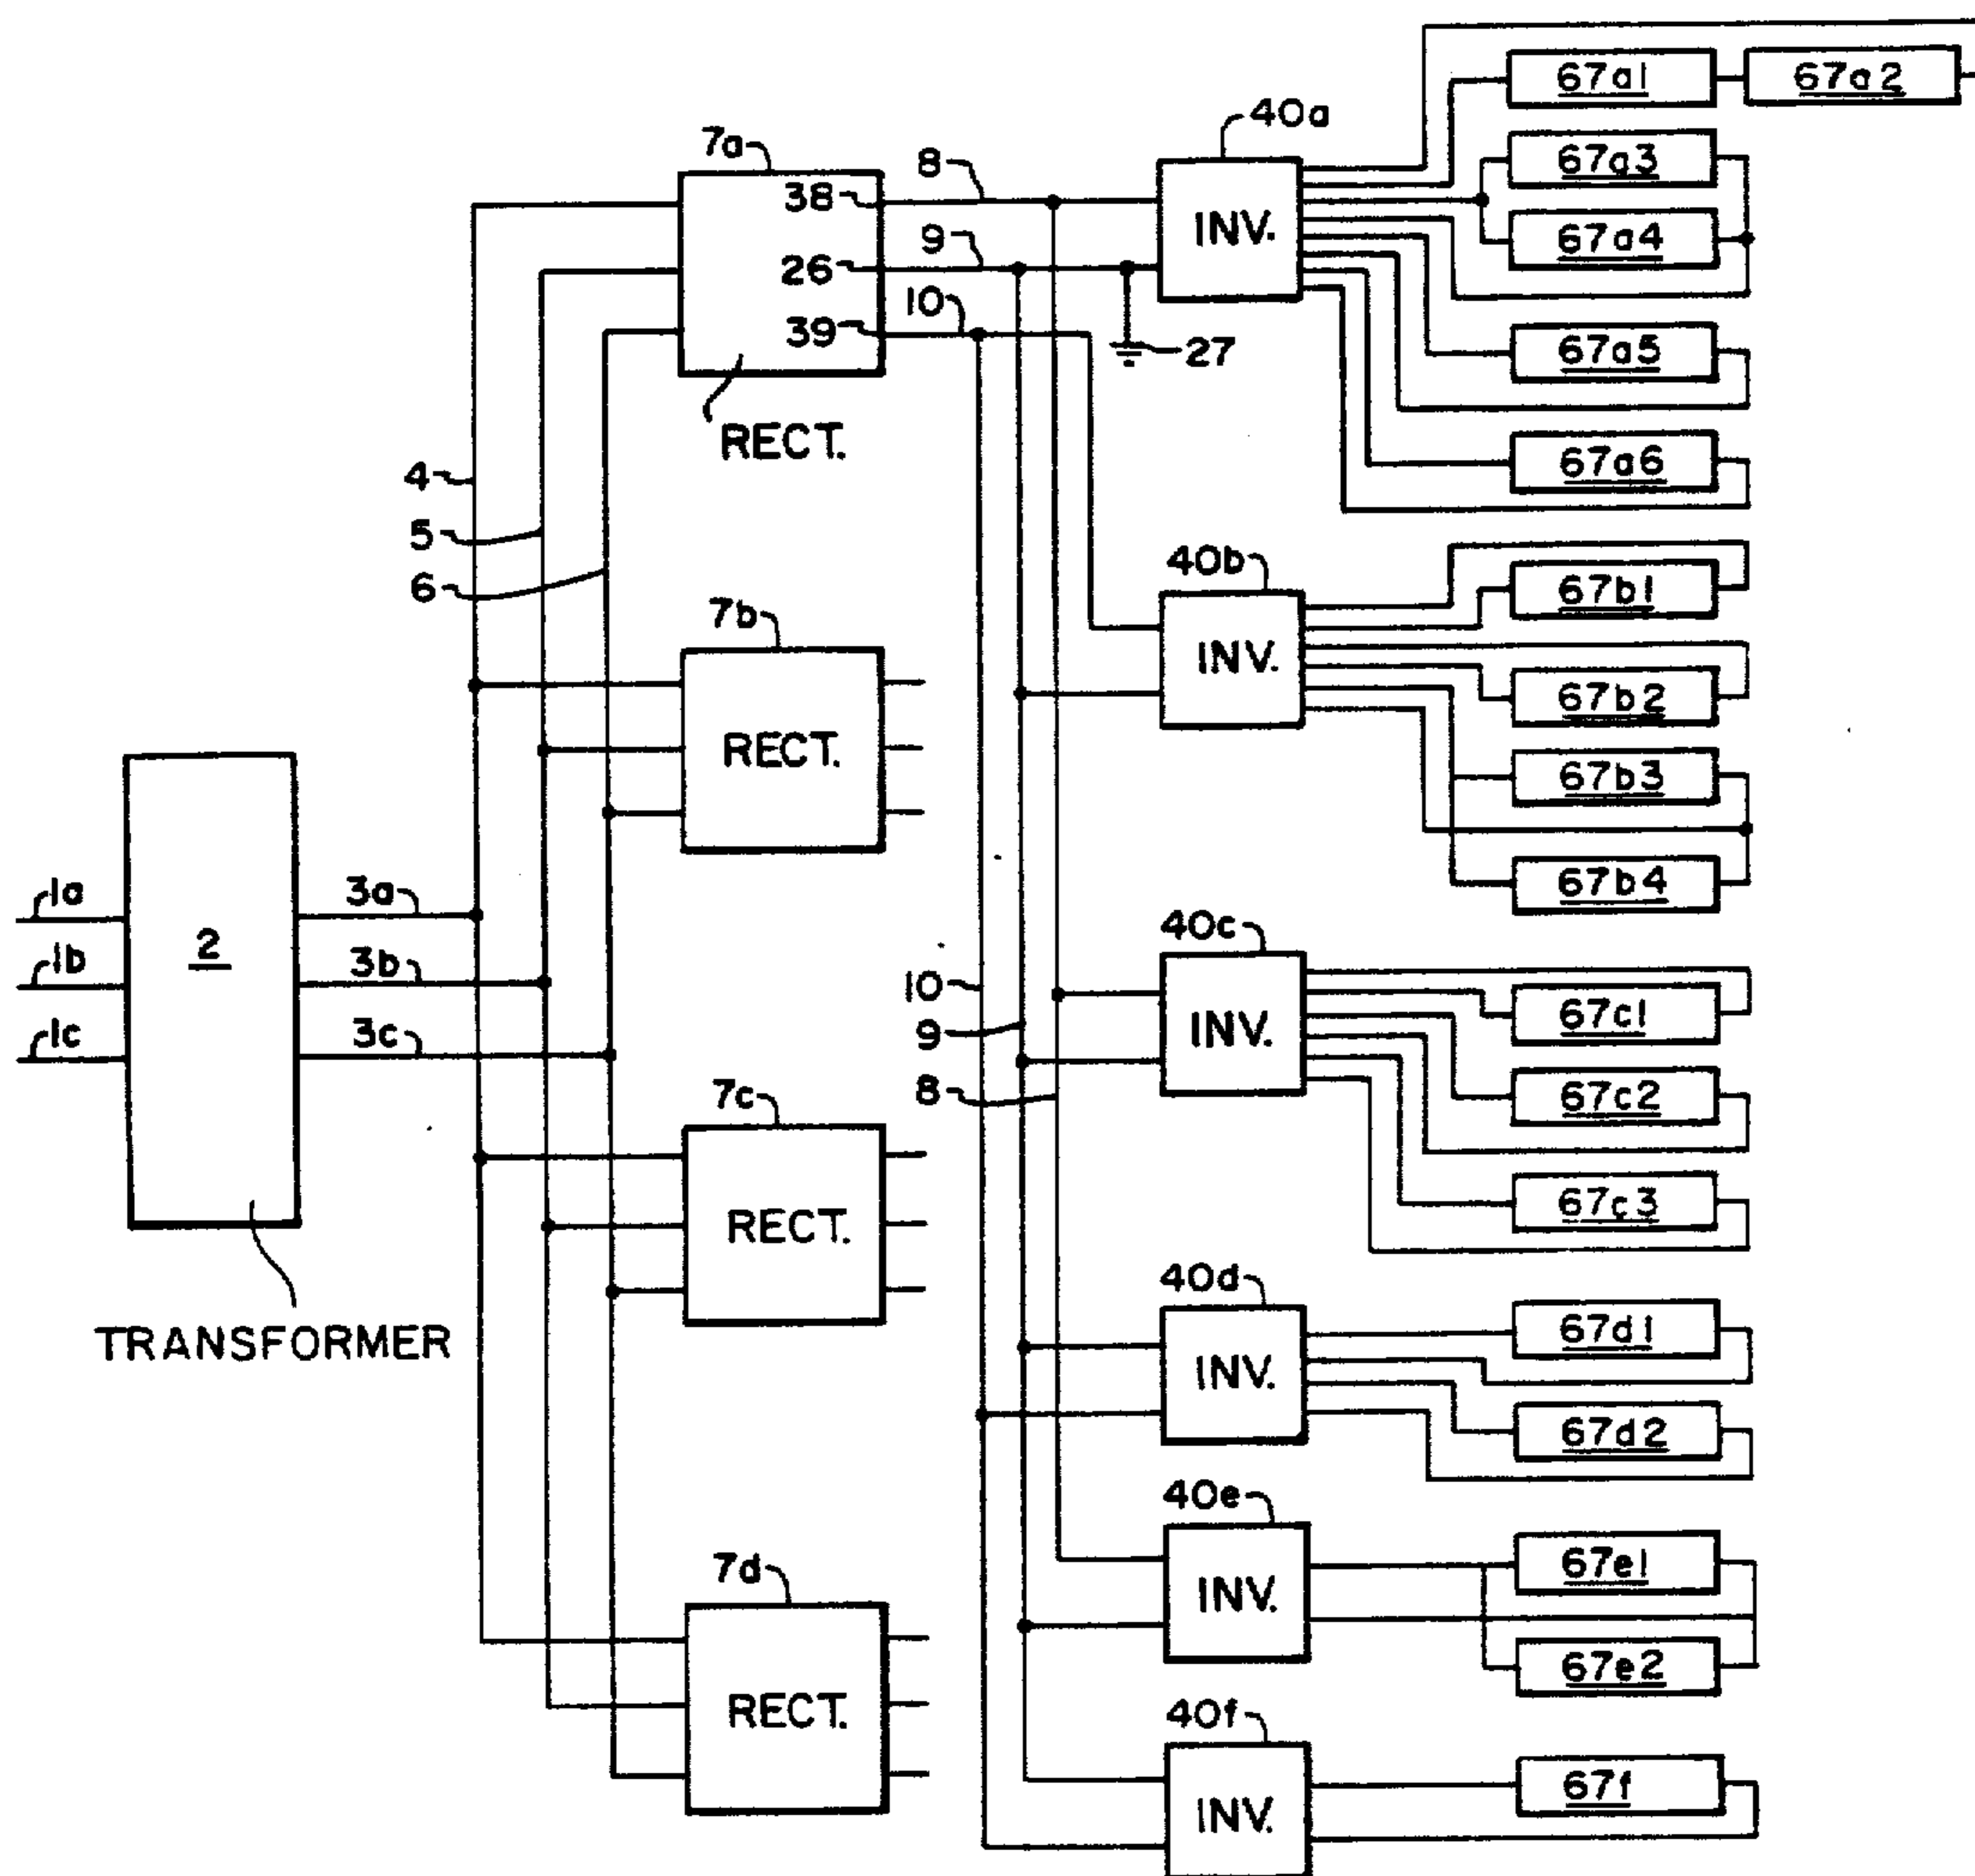 67a1
67a2
40a
7a
8
67a3
38
INV.
67a4
9
26
10
39
27
67a5
RECT.
67a6
4
5
6
40b
67b1
7b
INV.
67b2
RECT.
67b3
67b4
1a
3a
2
40c
1b
3b
10
67c1
1c
3c
9
INV.
8
67c2
7c
67c3
RECT.
40d
TRANSFORMER
67d1
INV.
67d2
40e
7d
67e1
INV.
67e2
RECT.
40f
67f
INV.